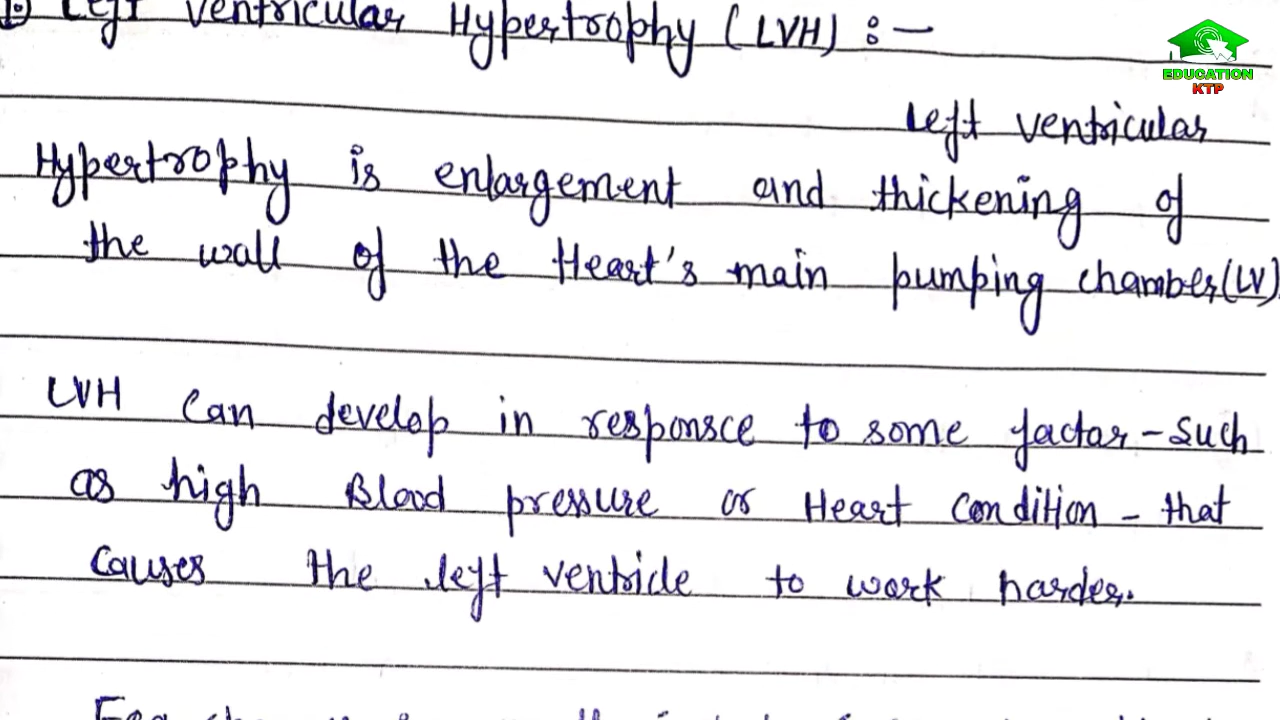 Left Ventricular Hypertrophy (LVH) :-
EDUCATION
KTP
Left ventricular
Hypertrophy is enlargement and thickening of
the wall of the Heart's main pumping chamber (LV).
LVH can develop in responsce to some factor - such
as high Blood pressure or Heart condition - that
causes the left ventricle to work harder.